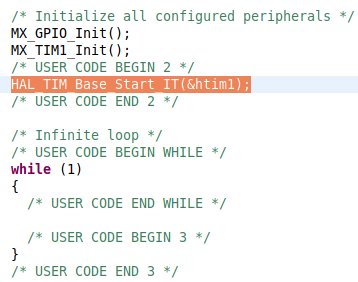 /* Initialize all configured peripherals */
MX_GPIO_Init();
MX_TIM1_Init();
/* USER CODE BEGIN 2 */
HAL_TIM_Base_Start_IT(&htim1);
/* USER CODE END 2 */
/* Infinite loop */
/* USER CODE BEGIN WHILE */
while (1)
{
/* USER CODE END WHILE */
/* USER CODE BEGIN 3 */
}
/* USER CODE END 3 */